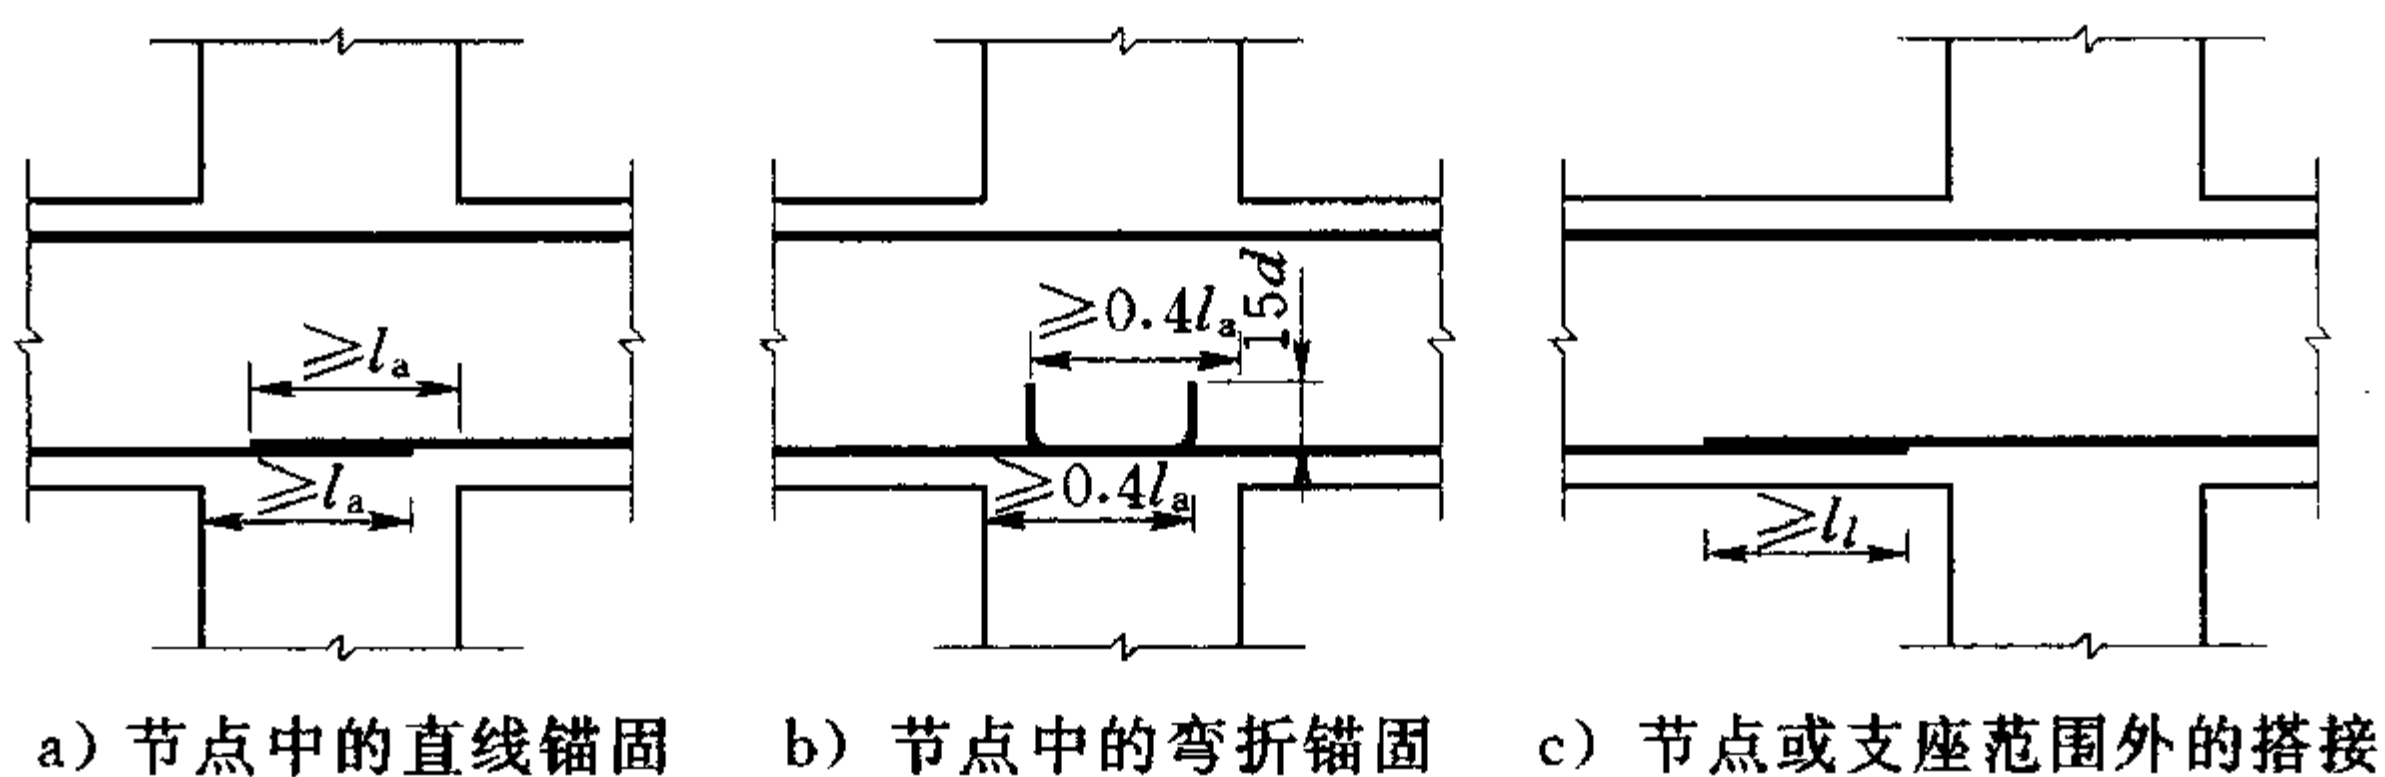 ≥la
≥la
≥0.4la
15d
≥0.4la
≥ll
a) 节点中的直线锚固
b) 节点中的弯折锚固
c) 节点或支座范围外的搭接